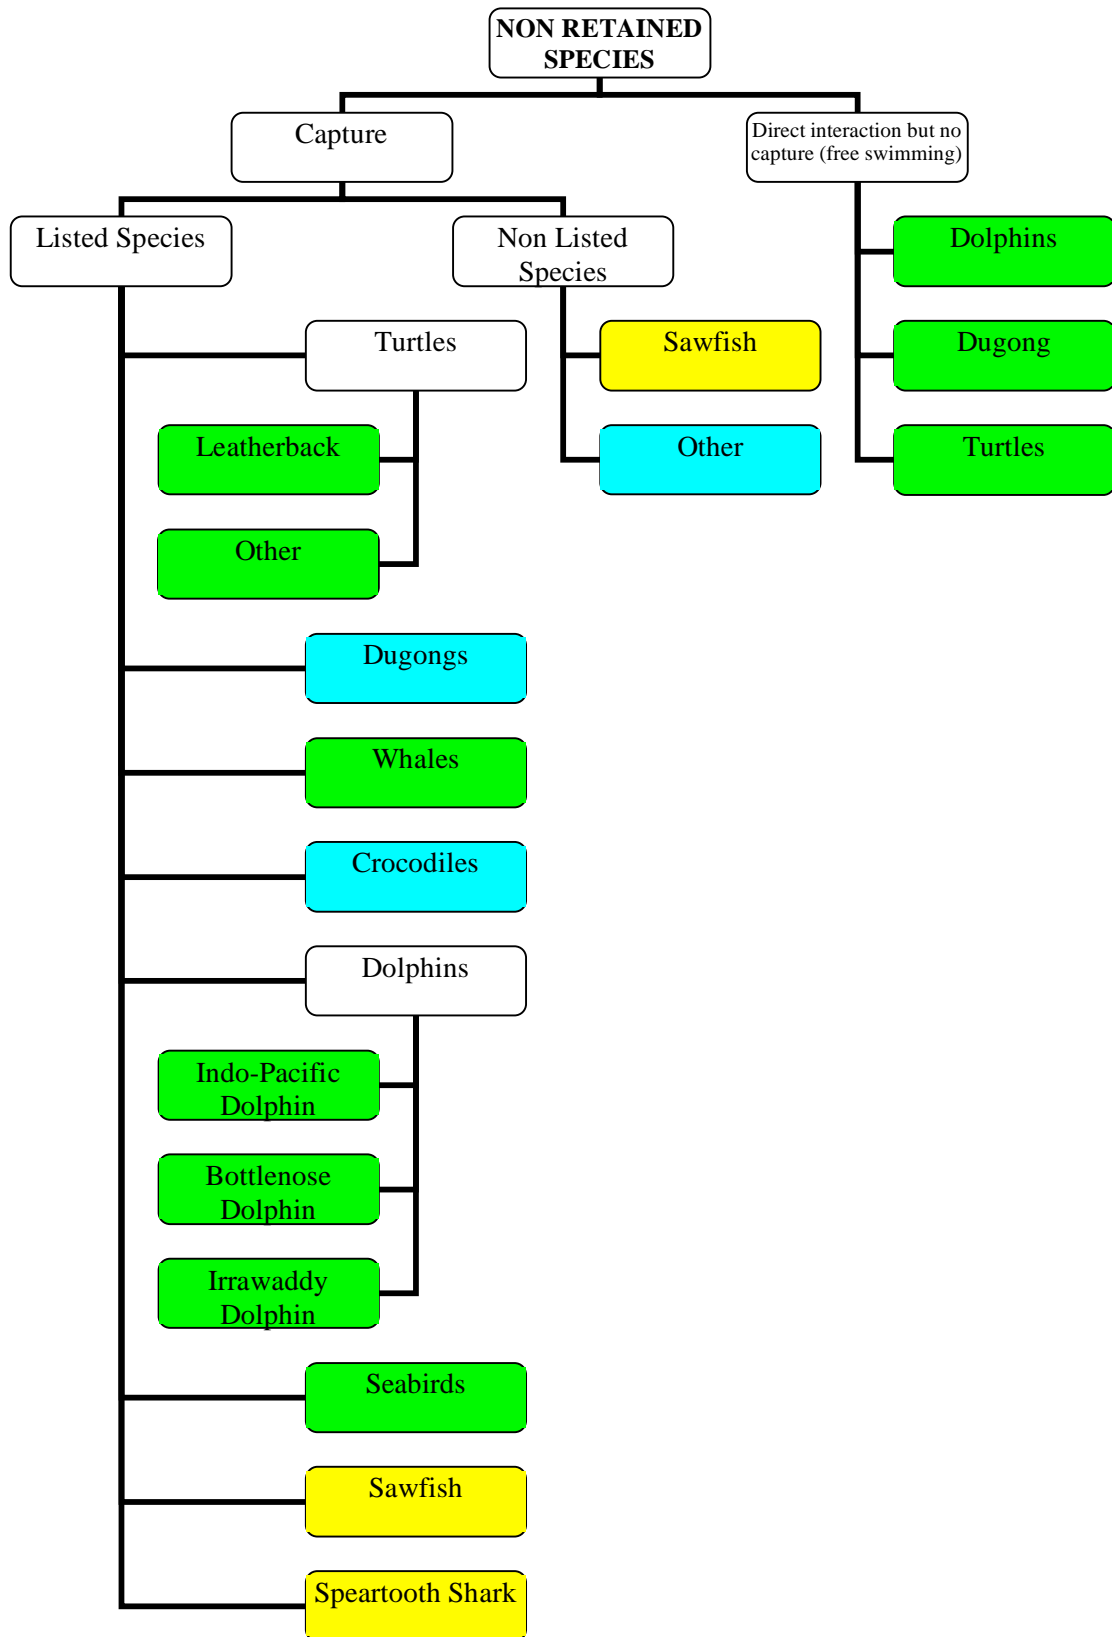 NON RETAINED
SPECIES
Capture
Direct interaction but no
capture (free swimming)
Listed Species
Non Listed
Species
Dolphins
Turtles
Sawfish
Dugong
Leatherback
Other
Turtles
Other
Dugongs
Whales
Crocodiles
Dolphins
Indo-Pacific
Dolphin
Bottlenose
Dolphin
Irrawaddy
Dolphin
Seabirds
Sawfish
Speartooth Shark